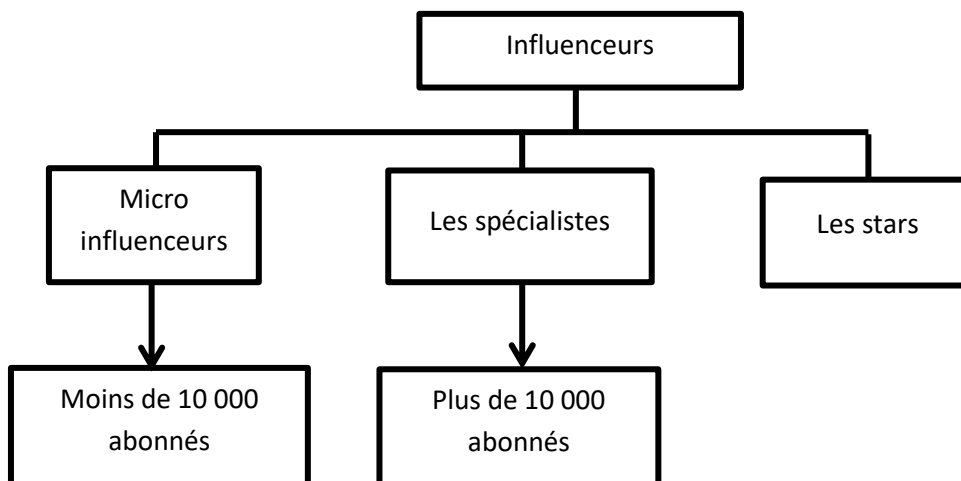 Influenceurs
Micro
influenceurs
Les spécialistes
Les stars
Moins de 10 000
abonnés
Plus de 10 000
abonnés